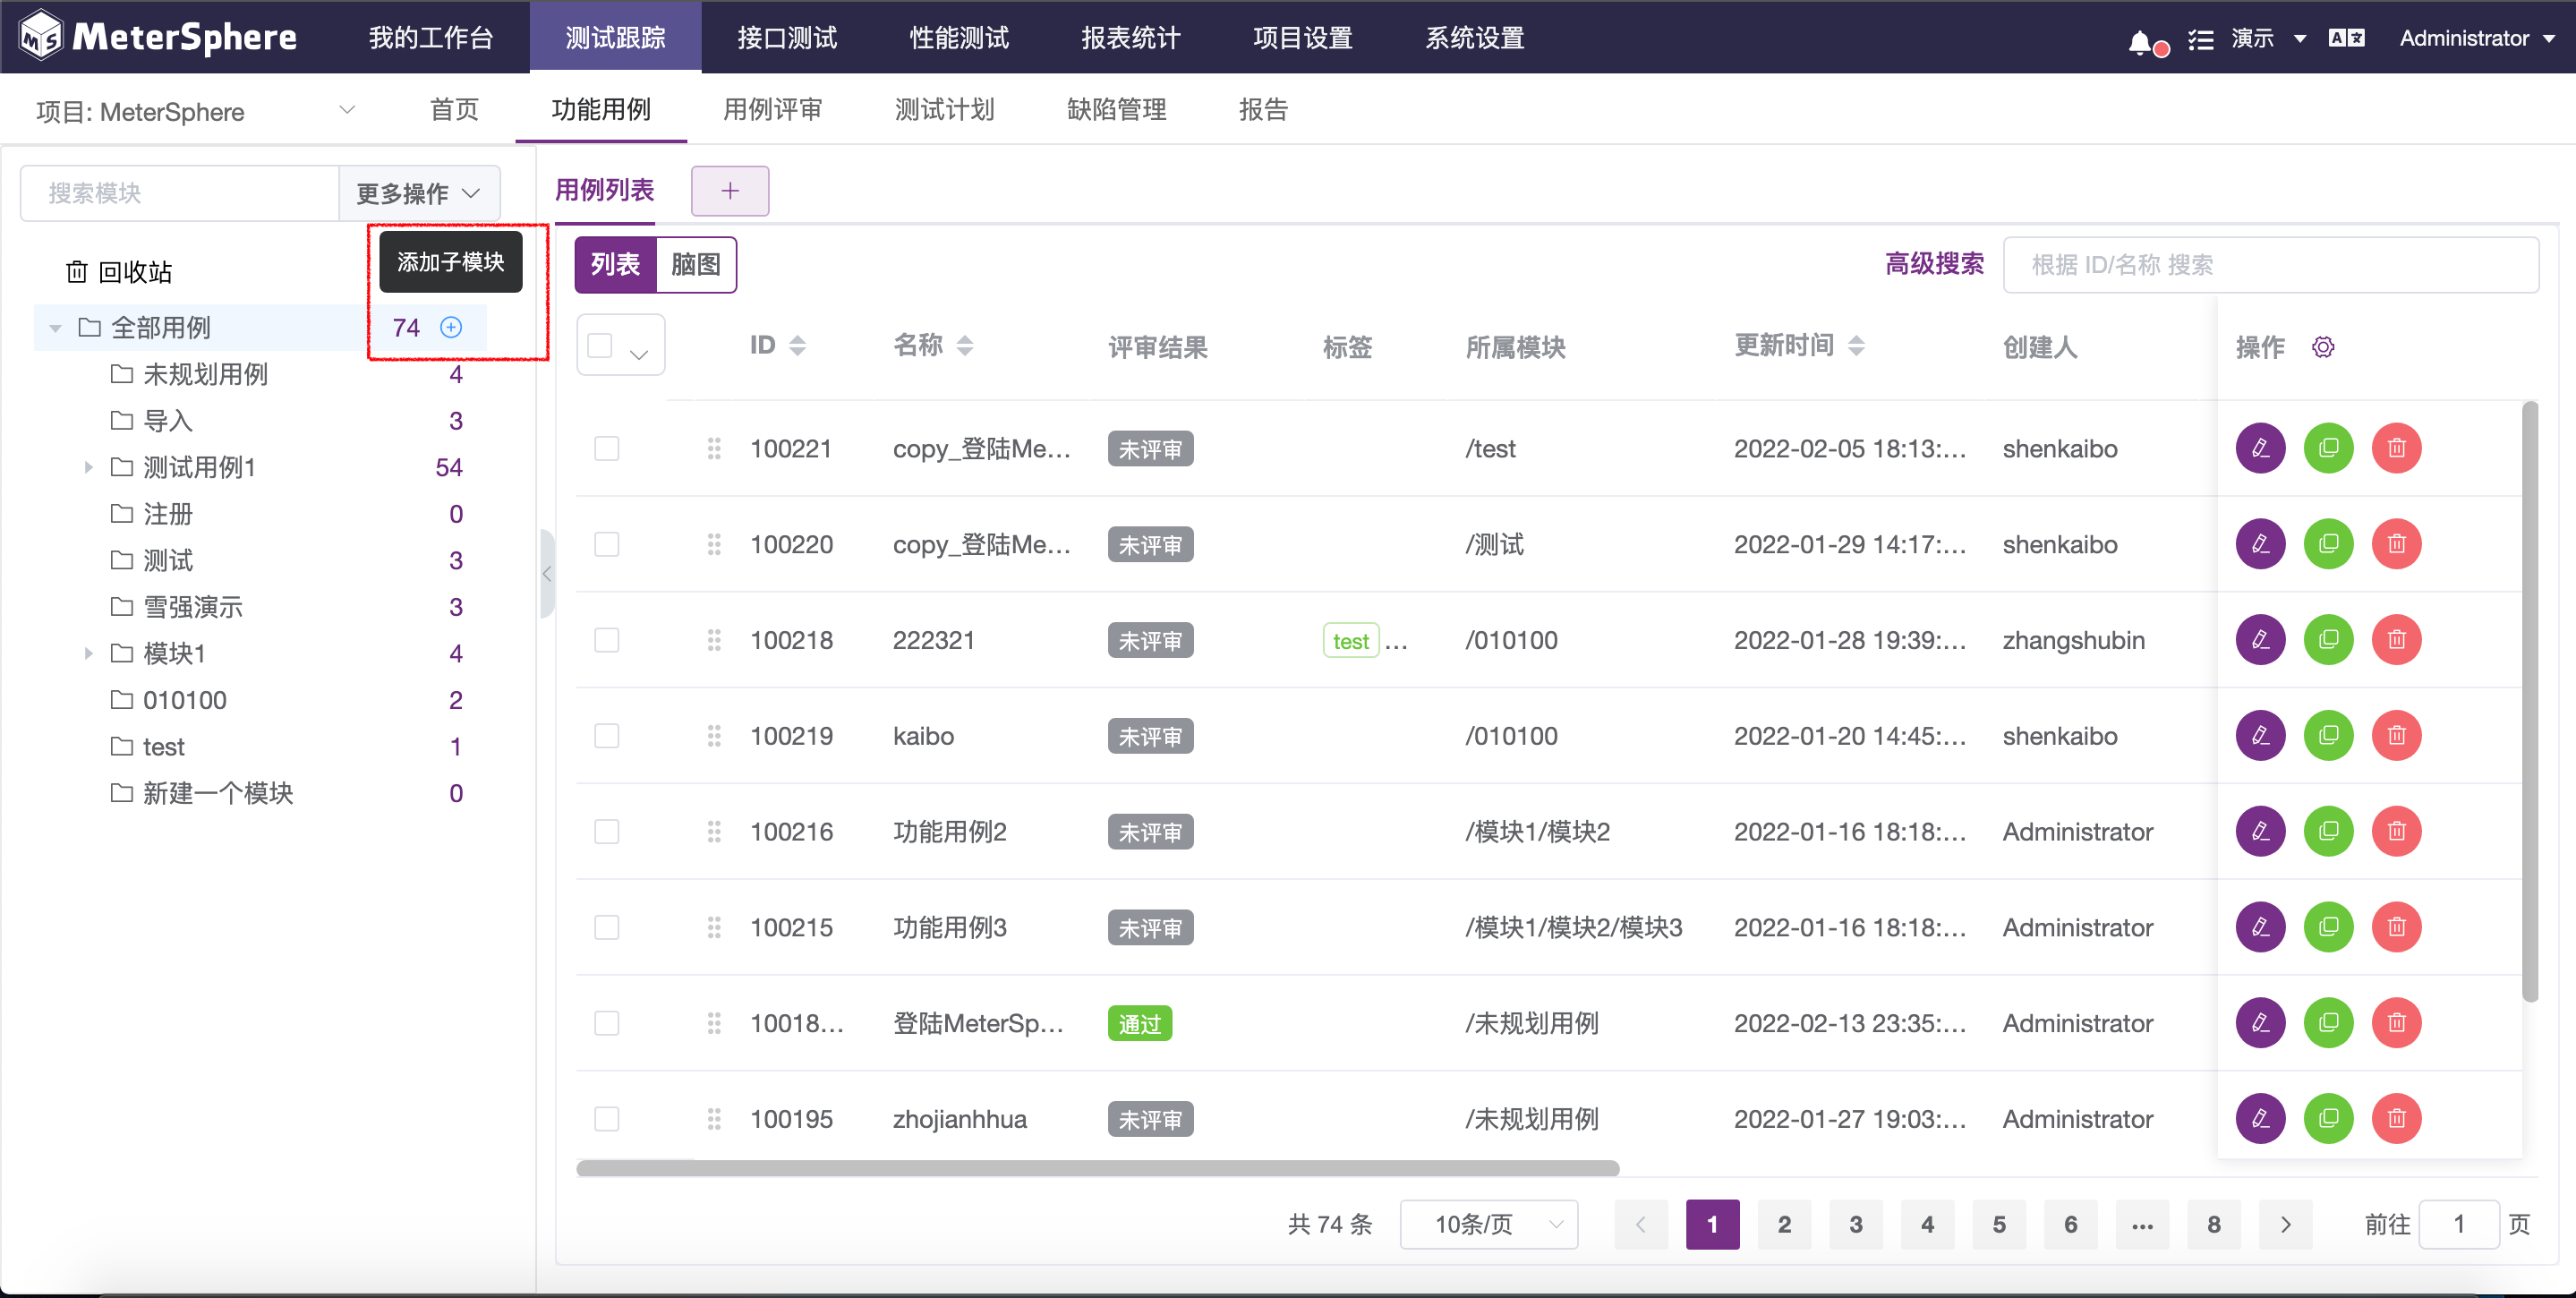 MeterSphere 我的工作台 测试跟踪 接口测试 性能测试 报表统计 项目设置 系统设置 演示 Administrator
项目: MeterSphere 首页 功能用例 用例评审 测试计划 缺陷管理 报告
搜索模块 更多操作
添加子模块
回收站
全部用例 74
未规划用例 4
导入 3
测试用例1 54
注册 0
测试 3
雪强演示 3
模块1 4
010100 2
test 1
新建一个模块 0
用例列表 +
列表 脑图 高级搜索 根据 ID/名称 搜索
ID 名称 评审结果 标签 所属模块 更新时间 创建人 操作
100221 copy_登陆Me... 未评审 /test 2022-02-05 18:13:... shenkaibo
100220 copy_登陆Me... 未评审 /测试 2022-01-29 14:17:... shenkaibo
100218 222321 未评审 test ... /010100 2022-01-28 19:39:... zhangshubin
100219 kaibo 未评审 /010100 2022-01-20 14:45:... shenkaibo
100216 功能用例2 未评审 /模块1/模块2 2022-01-16 18:18:... Administrator
100215 功能用例3 未评审 /模块1/模块2/模块3 2022-01-16 18:18:... Administrator
10018... 登陆MeterSp... 通过 /未规划用例 2022-02-13 23:35:... Administrator
100195 zhojianhhua 未评审 /未规划用例 2022-01-27 19:03:... Administrator
共 74 条 10条/页 1 2 3 4 5 6 ... 8 前往 1 页